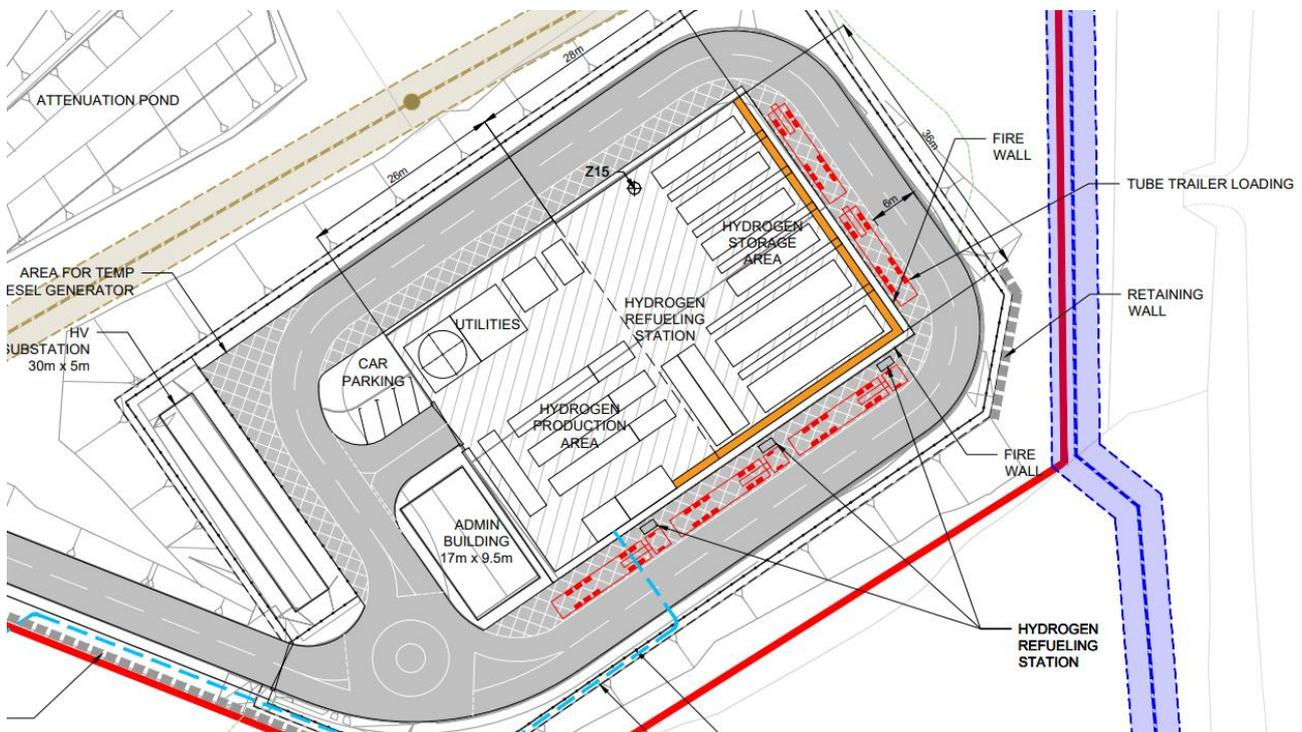 ATTENUATION POND
28m
26m
36m
6m
Z15
FIRE
WALL
TUBE TRAILER LOADING
HYDROGEN
STORAGE
AREA
AREA FOR TEMP
ESEL GENERATOR
HV
SUBSTATION
30m x 5m
UTILITIES
HYDROGEN
REFUELING
STATION
RETAINING
WALL
CAR
PARKING
HYDROGEN
PRODUCTION
AREA
FIRE
WALL
ADMIN
BUILDING
17m x 9.5m
HYDROGEN
REFUELING
STATION